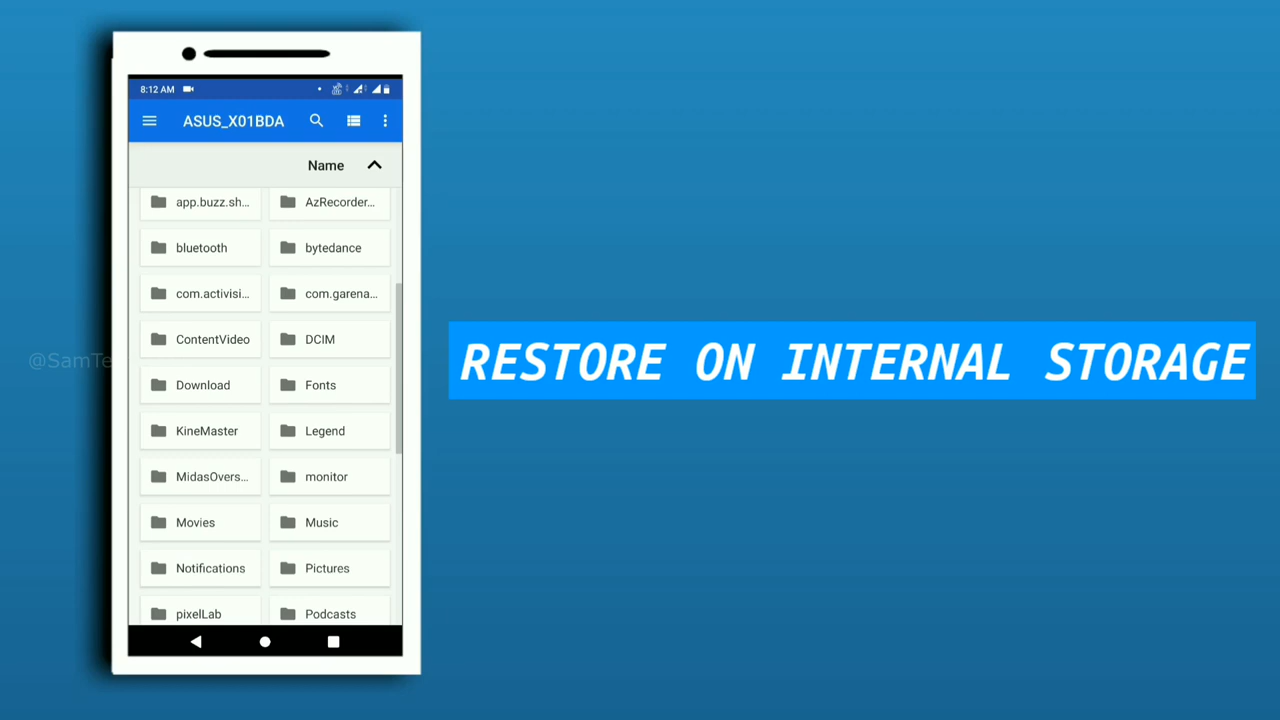 8:12 AM
ASUS_X01BDA
Name
app.buzz.sh... AzRecorder...
bluetooth bytedance
com.activisi... com.garena...
ContentVideo DCIM
@SamTe
Download Fonts
KineMaster Legend
MidasOvers... monitor
Movies Music
Notifications Pictures
pixelLab Podcasts
RESTORE ON INTERNAL STORAGE